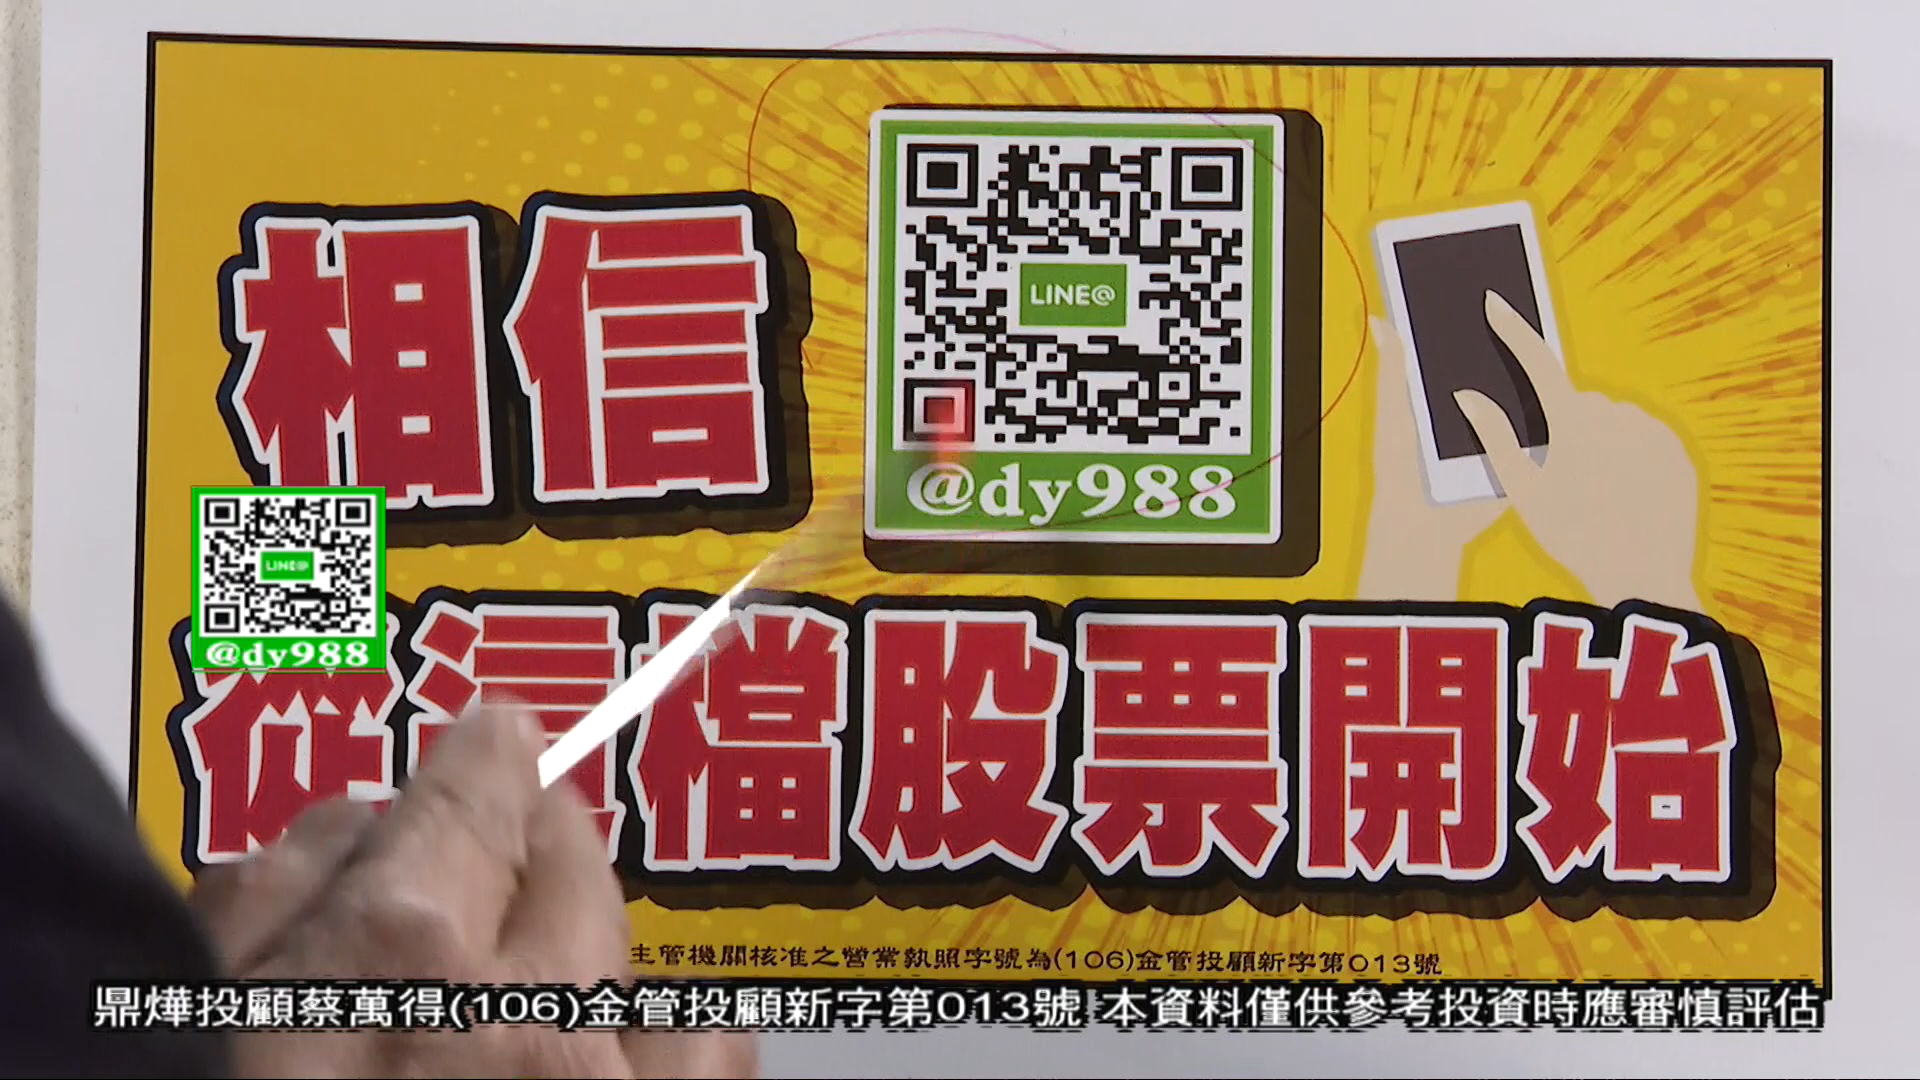 相信
LINE@
@dy988
LINE@
@dy988
從這檔股票開始
主管機關核准之營業執照字號為(106)金管投顧新字第013號
鼎燁投顧蔡萬得(106)金管投顧新字第013號 本資料僅供參考投資時應審慎評估